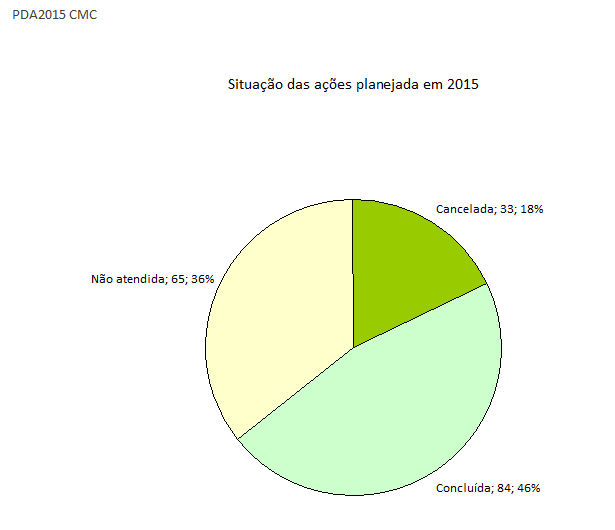 PDA2015 CMC
Situação das ações planejada em 2015
Cancelada; 33; 18%
Não atendida; 65; 36%
Concluída; 84; 46%